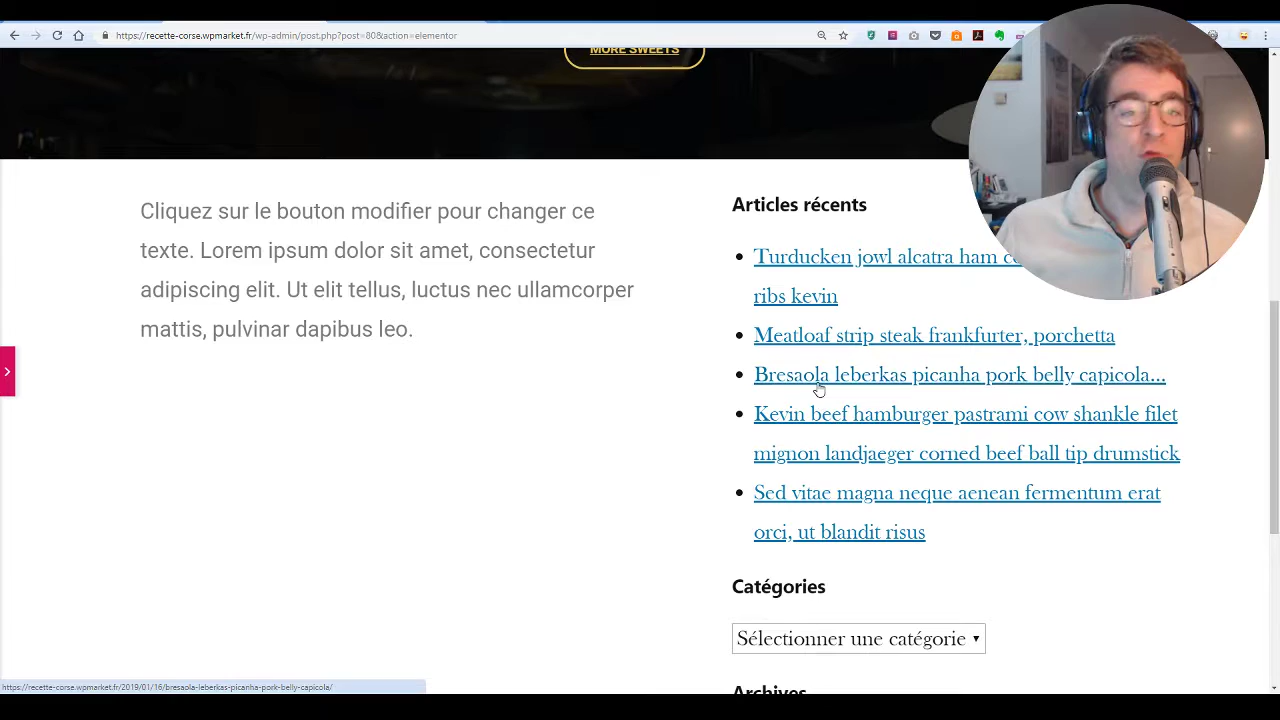 https://recette-corse.wpmarket.fr/wp-admin/post.php?post=80&action=elementor
MORE SWEETS
Cliquez sur le bouton modifier pour changer ce
texte. Lorem ipsum dolor sit amet, consectetur
adipiscing elit. Ut elit tellus, luctus nec ullamcorper
mattis, pulvinar dapibus leo.
Articles récents
Turducken jowl alcatra ham
ribs kevin
Meatloaf strip steak frankfurter, porchetta
Bresaola leberkas picanha pork belly capicola…
Kevin beef hamburger pastrami cow shankle filet
mignon landjaeger corned beef ball tip drumstick
Sed vitae magna neque aenean fermentum erat
orci, ut blandit risus
Catégories
Sélectionner une catégorie
Archives
https://recette-corse.wpmarket.fr/2019/01/16/bresaola-leberkas-picanha-pork-belly-capicola/